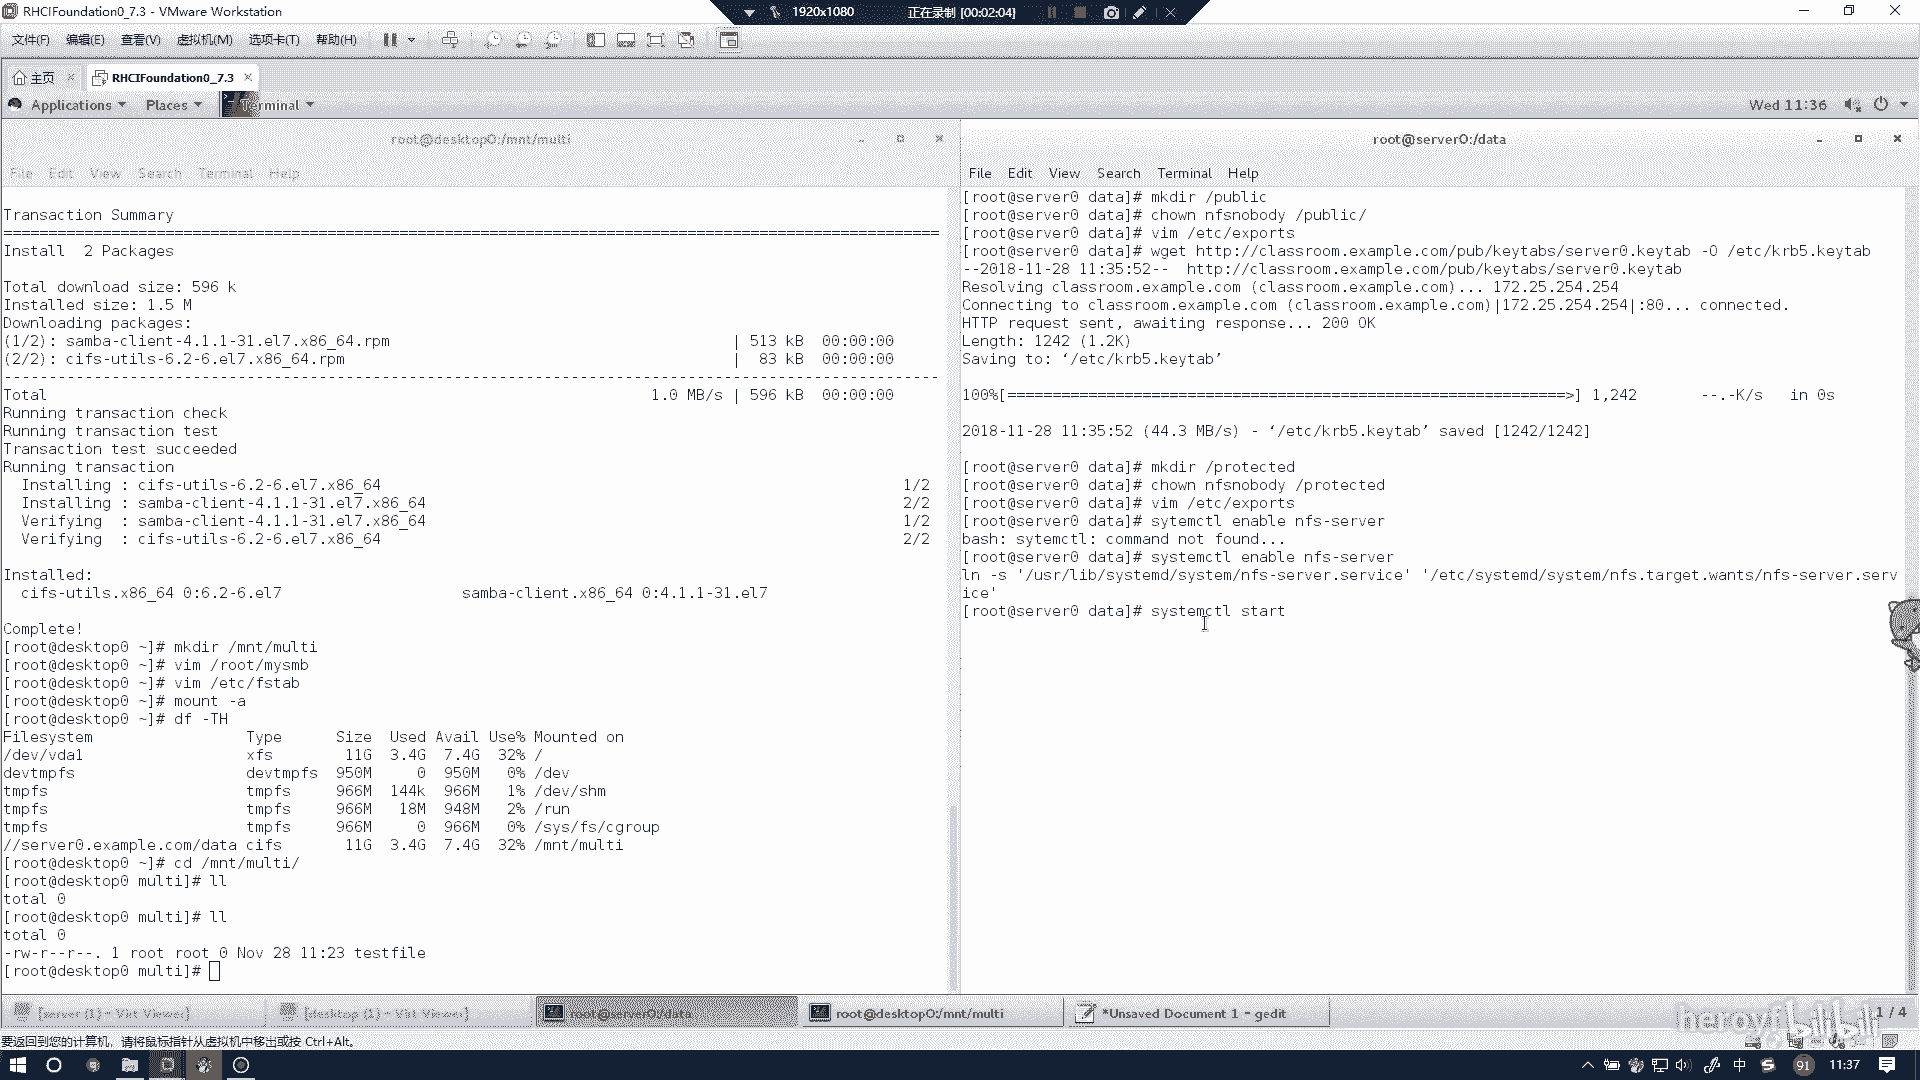 RHCIFoundation0_7.3 - VMware Workstation
1920x1080
正在录制 [00:02:04]
文件(F) 编辑(E) 查看(V) 虚拟机(M) 选项卡(T) 帮助(H)
主页
RHCIFoundation0_7.3
Applications Places Terminal
Wed 11:36
root@desktop0:/mnt/multi
File Edit View Search Terminal Help
Transaction Summary
================================================================================
Install  2 Packages
Total download size: 596 k
Installed size: 1.5 M
Downloading packages:
(1/2): samba-client-4.1.1-31.el7.x86_64.rpm | 513 kB  00:00:00
(2/2): cifs-utils-6.2-6.el7.x86_64.rpm |  83 kB  00:00:00
--------------------------------------------------------------------------------
Total 1.0 MB/s | 596 kB  00:00:00
Running transaction check
Running transaction test
Transaction test succeeded
Running transaction
Installing : cifs-utils-6.2-6.el7.x86_64 1/2
Installing : samba-client-4.1.1-31.el7.x86_64 2/2
Verifying  : samba-client-4.1.1-31.el7.x86_64 1/2
Verifying  : cifs-utils-6.2-6.el7.x86_64 2/2
Installed:
cifs-utils.x86_64 0:6.2-6.el7 samba-client.x86_64 0:4.1.1-31.el7
Complete!
[root@desktop0 ~]# mkdir /mnt/multi
[root@desktop0 ~]# vim /root/mysmb
[root@desktop0 ~]# vim /etc/fstab
[root@desktop0 ~]# mount -a
[root@desktop0 ~]# df -TH
Filesystem Type Size Used Avail Use% Mounted on
/dev/vda1 xfs 11G 3.4G 7.4G 32% /
devtmpfs devtmpfs 950M 0 950M 0% /dev
tmpfs tmpfs 966M 144k 966M 1% /dev/shm
tmpfs tmpfs 966M 18M 948M 2% /run
tmpfs tmpfs 966M 0 966M 0% /sys/fs/cgroup
//server0.example.com/data cifs 11G 3.4G 7.4G 32% /mnt/multi
[root@desktop0 ~]# cd /mnt/multi/
[root@desktop0 multi]# ll
total 0
[root@desktop0 multi]# ll
total 0
-rw-r--r--. 1 root root 0 Nov 28 11:23 testfile
[root@desktop0 multi]#
root@server0:/data
File Edit View Search Terminal Help
[root@server0 data]# mkdir /public
[root@server0 data]# chown nfsnobody /public/
[root@server0 data]# vim /etc/exports
[root@server0 data]# wget http://classroom.example.com/pub/keytabs/server0.keytab -O /etc/krb5.keytab
--2018-11-28 11:35:52--  http://classroom.example.com/pub/keytabs/server0.keytab
Resolving classroom.example.com (classroom.example.com)... 172.25.254.254
Connecting to classroom.example.com (classroom.example.com)|172.25.254.254|:80... connected.
HTTP request sent, awaiting response... 200 OK
Length: 1242 (1.2K)
Saving to: ‘/etc/krb5.keytab’
100%[==============================================================>] 1,242 --.-K/s in 0s
2018-11-28 11:35:52 (44.3 MB/s) - ‘/etc/krb5.keytab’ saved [1242/1242]
[root@server0 data]# mkdir /protected
[root@server0 data]# chown nfsnobody /protected
[root@server0 data]# vim /etc/exports
[root@server0 data]# sytemctl enable nfs-server
bash: sytemctl: command not found...
[root@server0 data]# systemctl enable nfs-server
ln -s '/usr/lib/systemd/system/nfs-server.service' '/etc/systemd/system/nfs.target.wants/nfs-server.serv
ice'
[root@server0 data]# systemctl start
[server (1) - Virt Viewer] [desktop (1) - Virt Viewer] root@server0:/data root@desktop0:/mnt/multi *Unsaved Document 1 - gedit
bilibili 1 / 4
要返回到您的计算机，请将鼠标指针从虚拟机中移出或按 Ctrl+Alt。
中 91 11:37